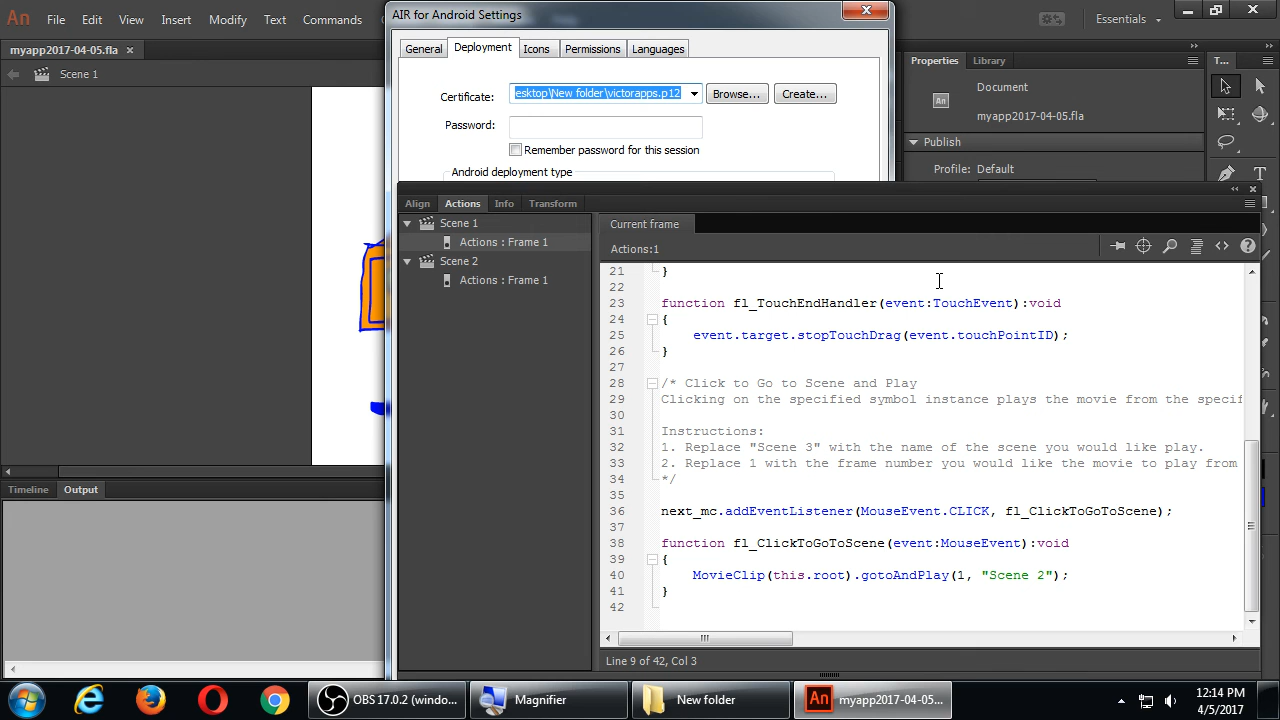 An File Edit View Insert Modify Text Commands
AIR for Android Settings
Essentials
myapp2017-04-05.fla ×
Scene 1
General Deployment Icons Permissions Languages
Certificate: esktop\New folder\victorapps.p12 Browse... Create...
Password:
Remember password for this session
Android deployment type
Properties Library
T...
An Document
myapp2017-04-05.fla
Publish
Profile: Default
T
Align Actions Info Transform
Scene 1
Actions : Frame 1
Scene 2
Actions : Frame 1
Current frame
Actions:1
21 }
22
23 function fl_TouchEndHandler(event:TouchEvent):void
24 {
25 event.target.stopTouchDrag(event.touchPointID);
26 }
27
28 /* Click to Go to Scene and Play
29 Clicking on the specified symbol instance plays the movie from the specif
30
31 Instructions:
32 1. Replace "Scene 3" with the name of the scene you would like play.
33 2. Replace 1 with the frame number you would like the movie to play from
34 */
35
36 next_mc.addEventListener(MouseEvent.CLICK, fl_ClickToGoToScene);
37
38 function fl_ClickToGoToScene(event:MouseEvent):void
39 {
40 MovieClip(this.root).gotoAndPlay(1, "Scene 2");
41 }
42
Line 9 of 42, Col 3
Timeline Output
OBS 17.0.2 (windo...
Magnifier
New folder
An myapp2017-04-05...
12:14 PM
4/5/2017